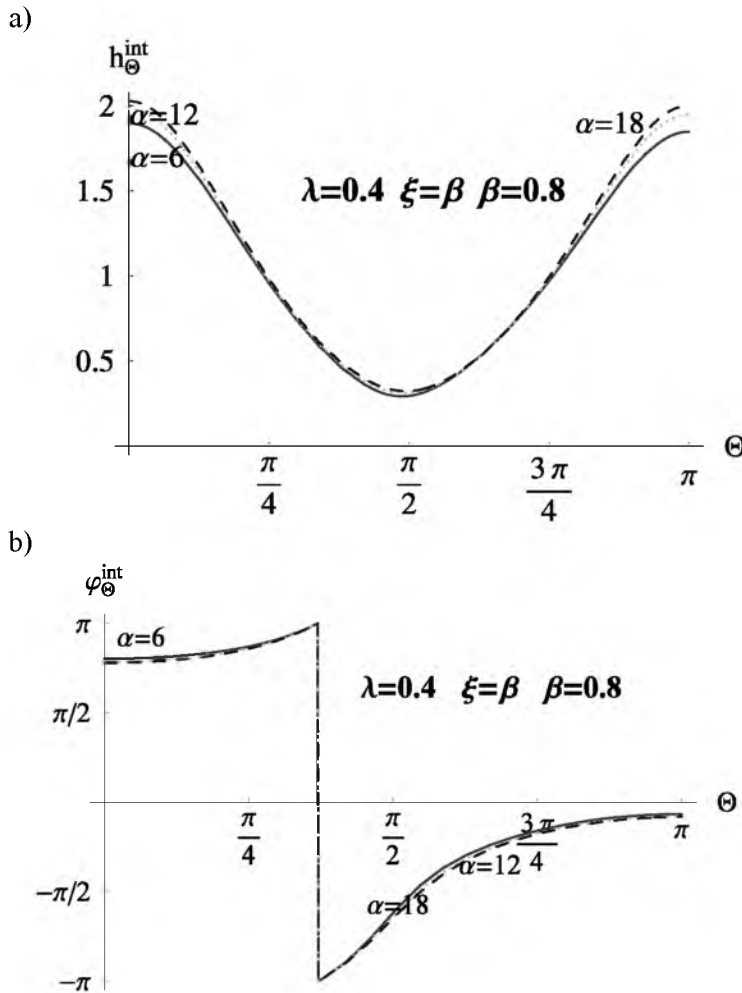 a)
h_Θ^int
2
α=12
α=18
α=6
1.5
λ=0.4 ξ=β β=0.8
1
0.5
Θ
π/4
π/2
3π/4
π
b)
φ_Θ^int
π
α=6
λ=0.4 ξ=β β=0.8
π/2
Θ
π/4
π/2
3π/4
π
α=12
−π/2
α=18
−π